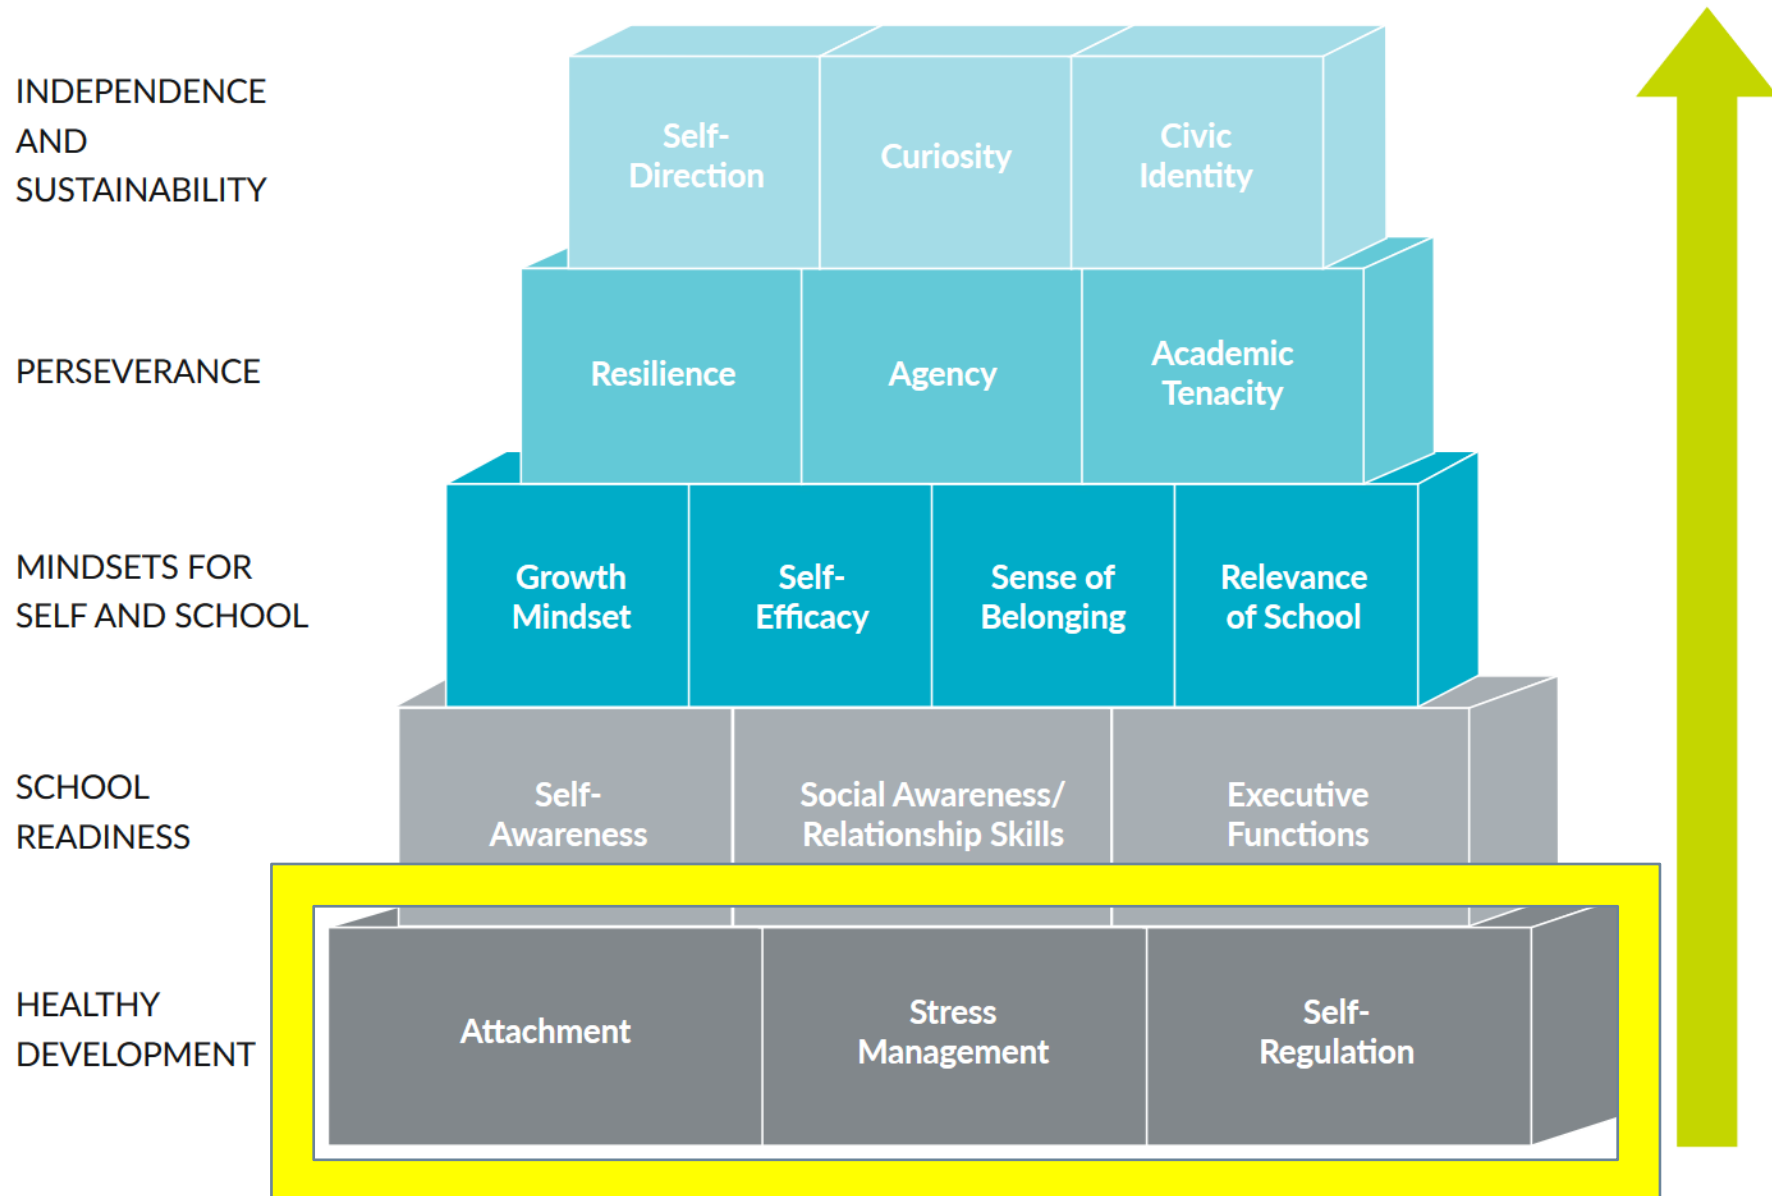 INDEPENDENCE
AND
SUSTAINABILITY
Self-
Direction
Curiosity
Civic
Identity
PERSEVERANCE
Resilience
Agency
Academic
Tenacity
MINDSETS FOR
SELF AND SCHOOL
Growth
Mindset
Self-
Efficacy
Sense of
Belonging
Relevance
of School
SCHOOL
READINESS
Self-
Awareness
Social Awareness/
Relationship Skills
Executive
Functions
HEALTHY
DEVELOPMENT
Attachment
Stress
Management
Self-
Regulation